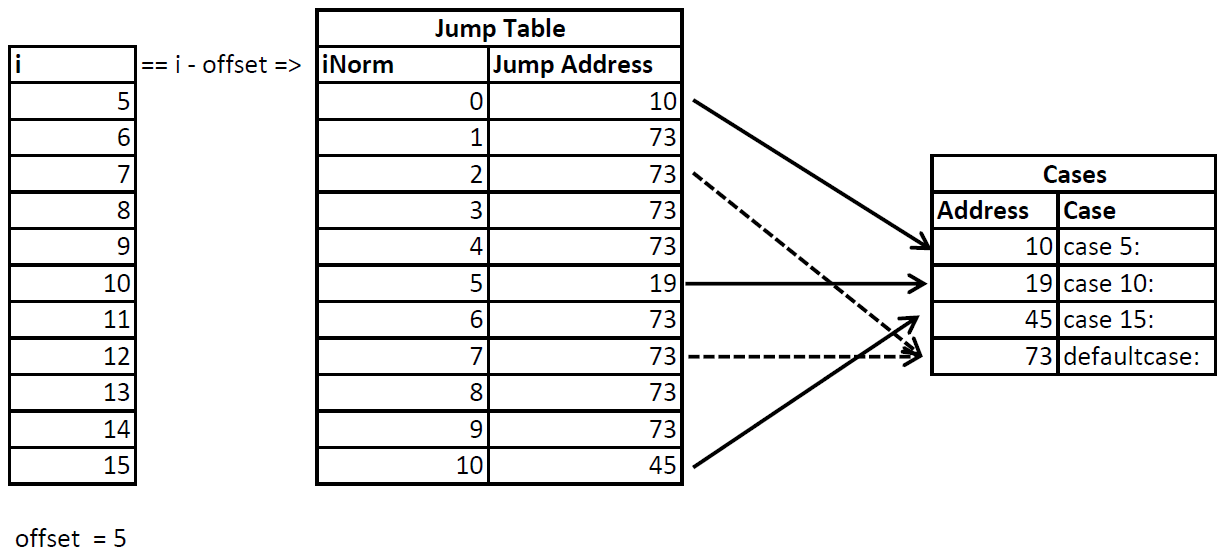 Jump Table
i == i - offset => iNorm Jump Address
5 0 10
6 1 73
7 2 73
Cases
8 3 73 Address Case
9 4 73 10 case 5:
10 5 19 19 case 10:
11 6 73 45 case 15:
12 7 73 73 defaultcase:
13 8 73
14 9 73
15 10 45
offset = 5